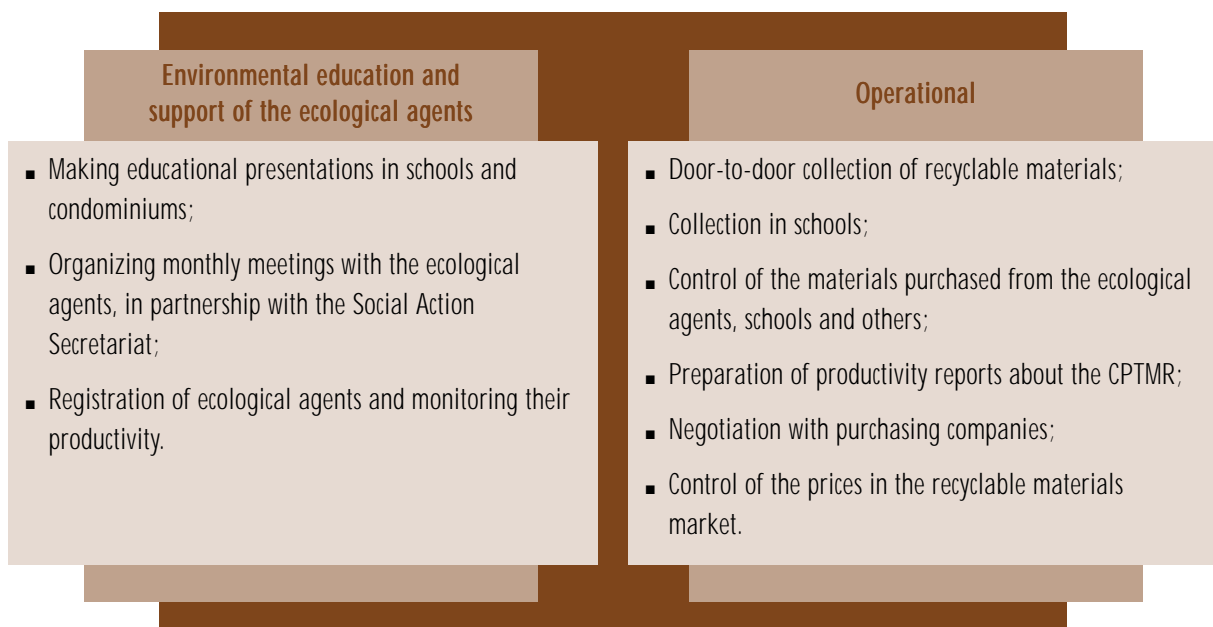 Environmental education and
support of the ecological agents
▪ Making educational presentations in schools and
condominiums;
▪ Organizing monthly meetings with the ecological
agents, in partnership with the Social Action
Secretariat;
▪ Registration of ecological agents and monitoring their
productivity.
Operational
▪ Door-to-door collection of recyclable materials;
▪ Collection in schools;
▪ Control of the materials purchased from the ecological
agents, schools and others;
▪ Preparation of productivity reports about the CPTMR;
▪ Negotiation with purchasing companies;
▪ Control of the prices in the recyclable materials
market.